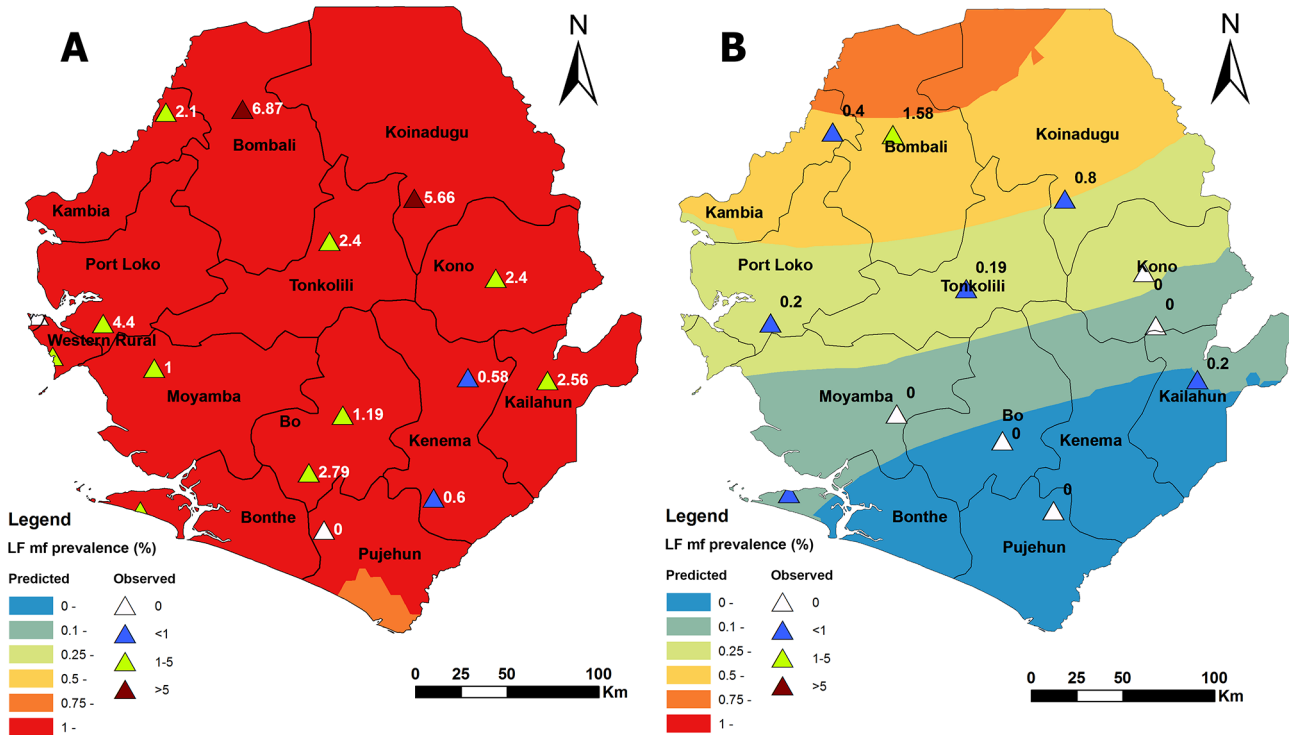 A
N
2.1
6.87
Koinadugu
Bombali
5.66
Kambia
2.4
Port Loko
Kono
2.4
Tonkolili
4.4
Western Rural
1
0.58
2.56
Moyamba
Kailahun
1.19
Bo
Kenema
2.79
0.6
Bonthe
0
Pujehun
Legend
LF mf prevalence (%)
Predicted
Observed
0 -
0
0.1 -
<1
0.25 -
1-5
0.5 -
>5
0.75 -
1 -
0 25 50 100
Km
B
N
0.4
1.58
Koinadugu
Bombali
0.8
Kambia
Port Loko
0.19
Kono
Tonkolili
0
0.2
0
0.2
Moyamba
0
Kailahun
Bo
0
Kenema
0
Bonthe
Pujehun
Legend
LF mf prevalence (%)
Predicted
Observed
0 -
0
0.1 -
<1
0.25 -
1-5
0.5 -
>5
0.75 -
1 -
0 25 50 100
Km